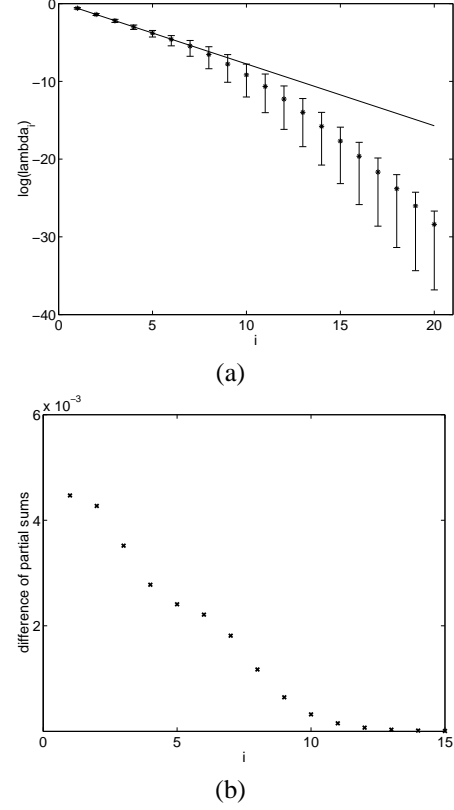 −0
−10
−20
−30
−40
log(lambda_i)
0 5 10 15 20
i
(a)
6 x 10^−3
4
2
difference of partial sums
0 5 10 15
i
(b)